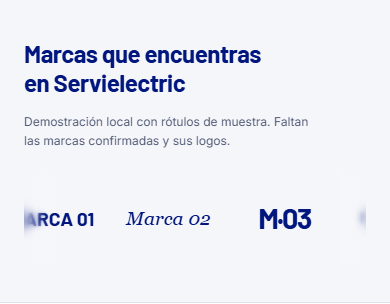 Marcas que encuentras
en Servielectric
Demostración local con rótulos de muestra. Faltan
las marcas confirmadas y sus logos.
ARCA 01 Marca 02 M·03